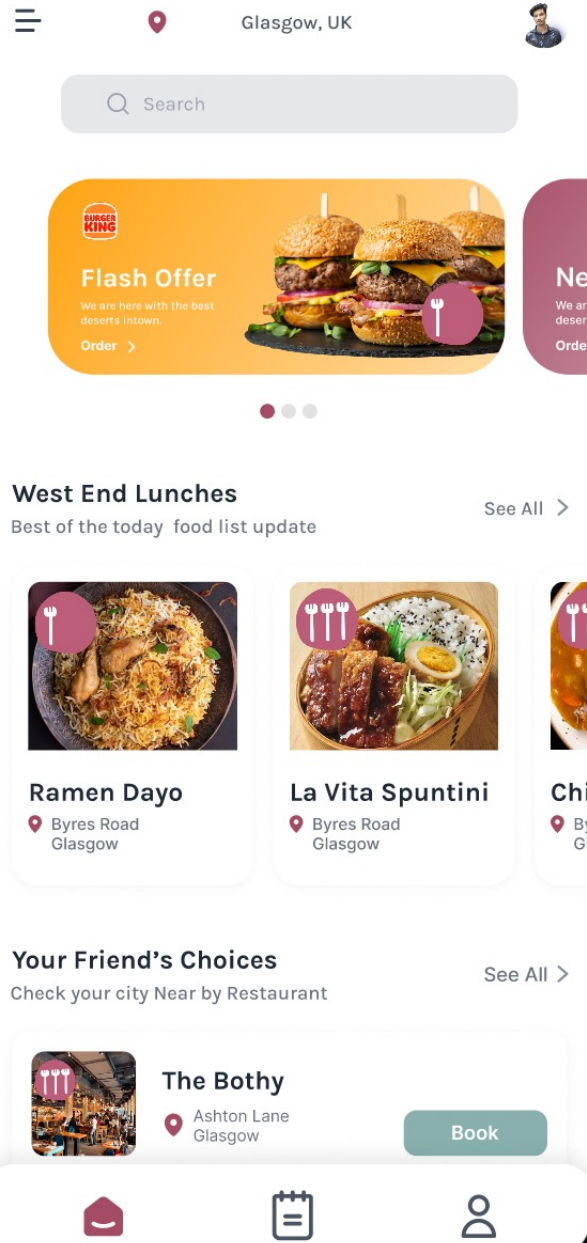 Glasgow, UK
Search
BURGER
KING
Flash Offer
We are here with the best
deserts intown.
Order
Ne
We ar
deser
Orde
West End Lunches
Best of the today food list update
See All
Ramen Dayo
Byres Road
Glasgow
La Vita Spuntini
Byres Road
Glasgow
Chi
By
G
Your Friend's Choices
Check your city Near by Restaurant
See All
The Bothy
Ashton Lane
Glasgow
Book